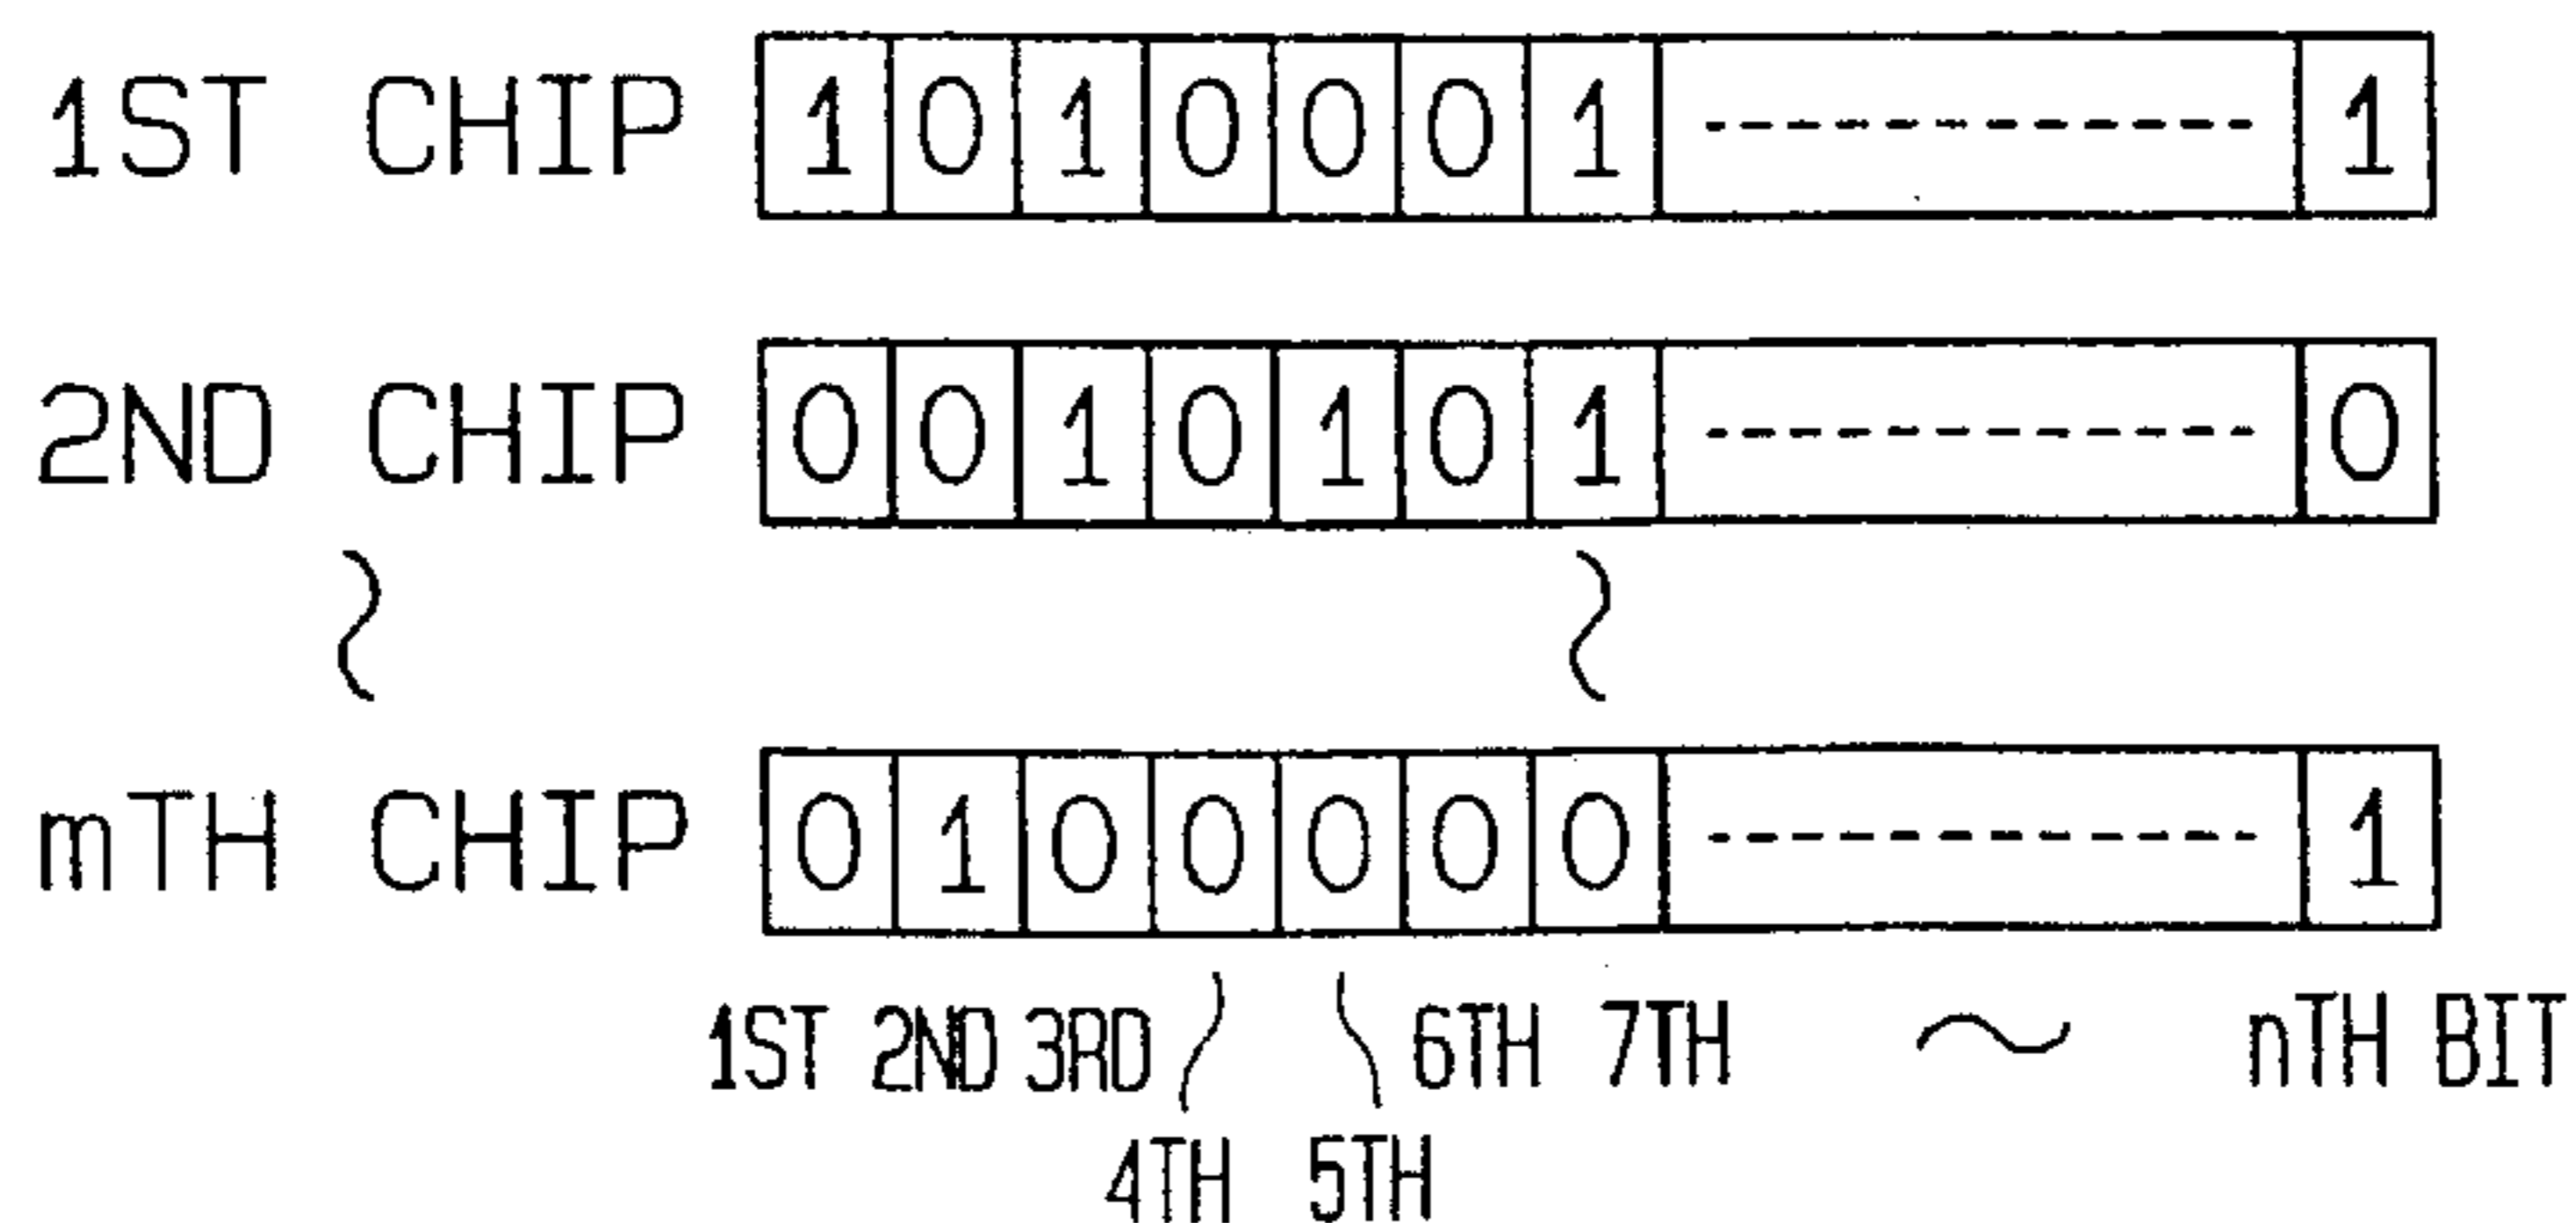 1ST CHIP 1 0 1 0 0 0 1 1
2ND CHIP 0 0 1 0 1 0 1 0
mTH CHIP 0 1 0 0 0 0 0 1
1ST 2ND 3RD 6TH 7TH ~ nTH BIT
4TH 5TH